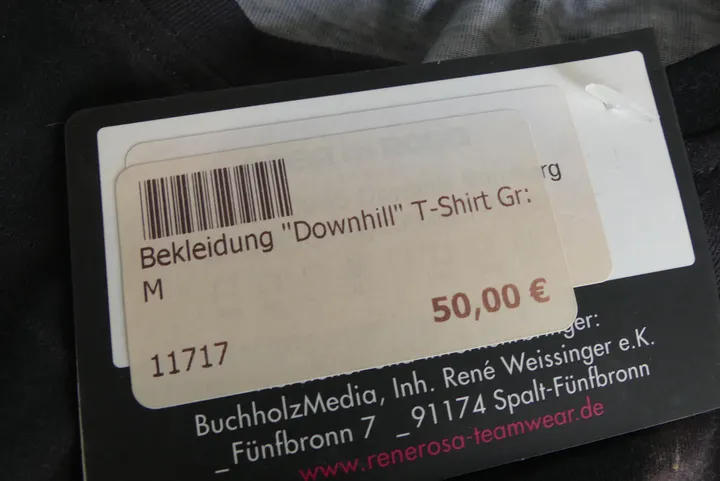 rg
Bekleidung "Downhill" T-Shirt Gr:
M
50,00 €
11717
BuchholzMedia, Inh. René Weissinger e.K.
_Fünfbronn 7 _91174 Spalt-Fünfbronn
www.renerosa-teamwear.de